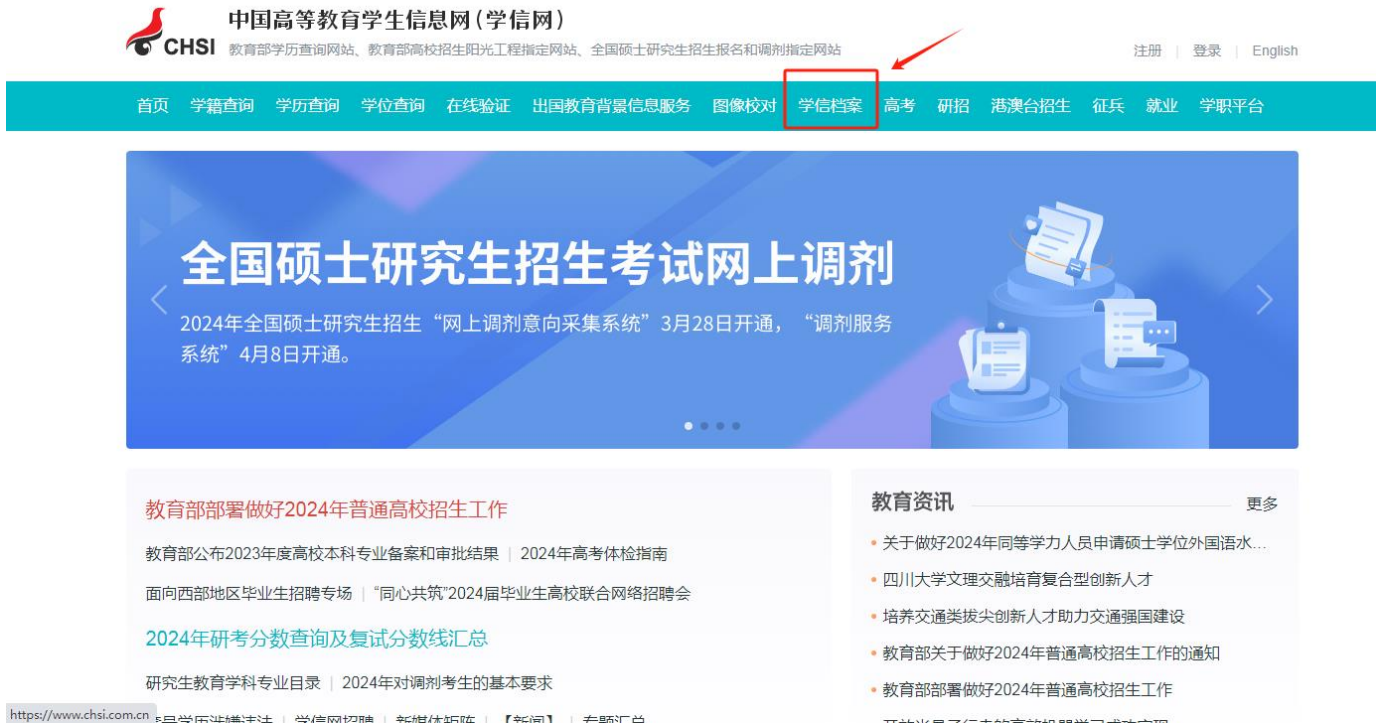 中国高等教育学生信息网(学信网)
CHSI 教育部学历查询网站、教育部高校招生阳光工程指定网站、全国硕士研究生招生报名和调剂指定网站
注册 | 登录 | English
首页 学籍查询 学历查询 学位查询 在线验证 出国教育背景信息服务 图像校对 学信档案 高考 研招 港澳台招生 征兵 就业 学职平台
全国硕士研究生招生考试网上调剂
2024年全国硕士研究生招生“网上调剂意向采集系统”3月28日开通，“调剂服务
系统”4月8日开通。
教育部部署做好2024年普通高校招生工作
教育部公布2023年度高校本科专业备案和审批结果 | 2024年高考体检指南
面向西部地区毕业生招聘专场 | “同心共筑”2024届毕业生高校联合网络招聘会
2024年研考分数查询及复试分数线汇总
研究生教育学科专业目录 | 2024年对调剂考生的基本要求
学历涉嫌违法 | 学信网招聘 | 新媒体矩阵 | 【新闻】 | 专题汇总
教育资讯 更多
• 关于做好2024年同等学力人员申请硕士学位外国语水...
• 四川大学文理交融培育复合型创新人才
• 培养交通类拔尖创新人才助力交通强国建设
• 教育部关于做好2024年普通高校招生工作的通知
• 教育部部署做好2024年普通高校招生工作
https://www.chsi.com.cn